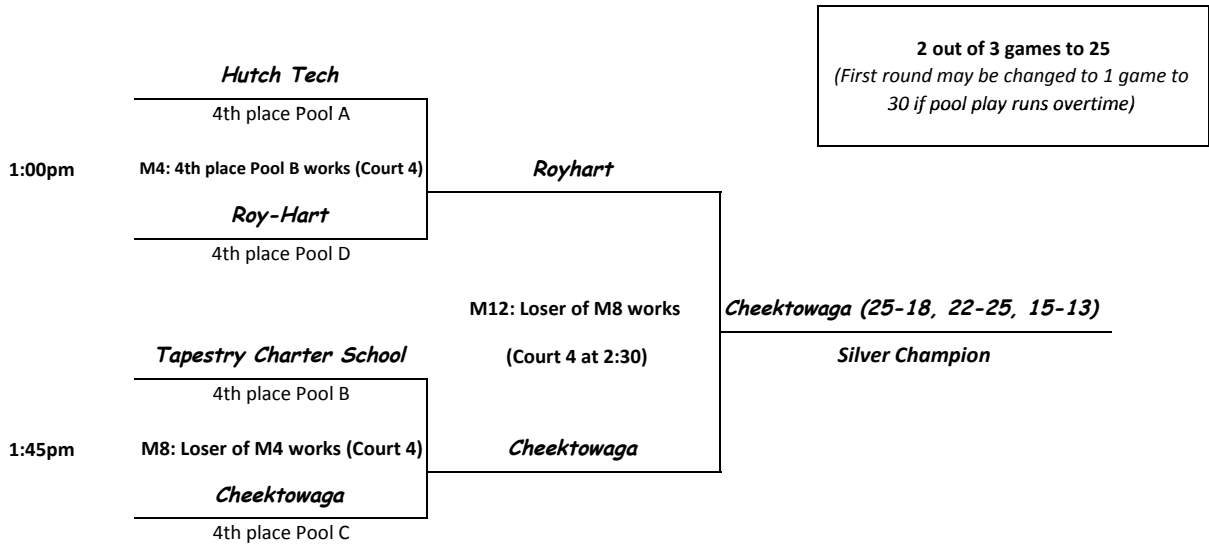 2 out of 3 games to 25
(First round may be changed to 1 game to
30 if pool play runs overtime)
Hutch Tech
4th place Pool A
1:00pm
M4: 4th place Pool B works (Court 4)
Royhart
Roy-Hart
4th place Pool D
M12: Loser of M8 works
(Court 4 at 2:30)
Cheektowaga (25-18, 22-25, 15-13)
Silver Champion
Tapestry Charter School
4th place Pool B
1:45pm
M8: Loser of M4 works (Court 4)
Cheektowaga
Cheektowaga
4th place Pool C